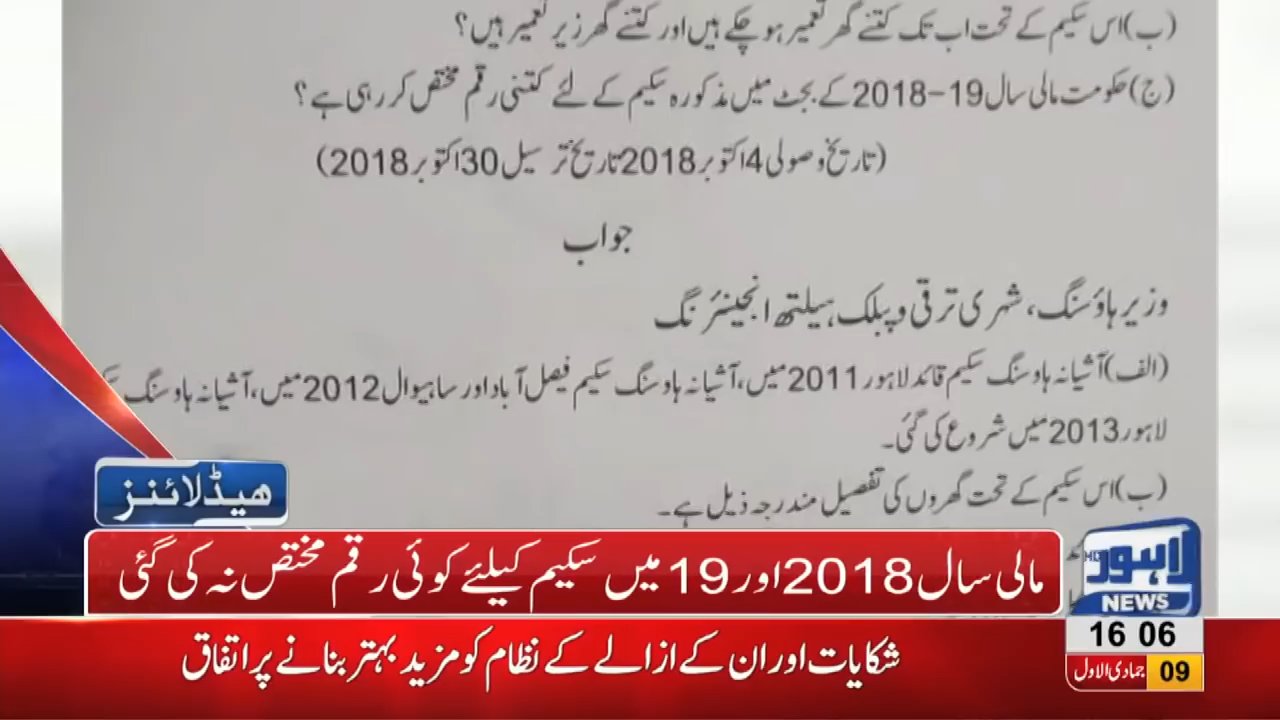 (ب) اس سکیم کے تحت اب تک کتنے گھر تعمیر ہو چکے ہیں اور کتنے گھر زیر تعمیر ہیں؟
(ج) حکومت مالی سال 19-2018 کے بجٹ میں مذکورہ سکیم کے لئے کتنی رقم مختص کر رہی ہے؟
(تاریخ وصولی 4 اکتوبر 2018 تاریخ ترسیل 30 اکتوبر 2018)
جواب
وزیر ہاؤسنگ، شہری ترقی و پبلک ہیلتھ انجینئرنگ
(الف) آشیانہ ہاوسنگ سکیم قائد لاہور 2011 میں، آشیانہ ہاوسنگ سکیم فیصل آباد اور ساہیوال 2012 میں، آشیانہ ہاوسنگ
لاہور 2013 میں شروع کی گئی۔
(ب) اس سکیم کے تحت گھروں کی تفصیل مندرجہ ذیل ہے۔
ہیڈلائنز
مالی سال 2018 اور 19 میں سکیم کیلئے کوئی رقم مختص نہ کی گئی
لاہور
HD
NEWS
شکایات اور ان کے ازالے کے نظام کو مزید بہتر بنانے پر اتفاق
16 06
09 جمادی الاول